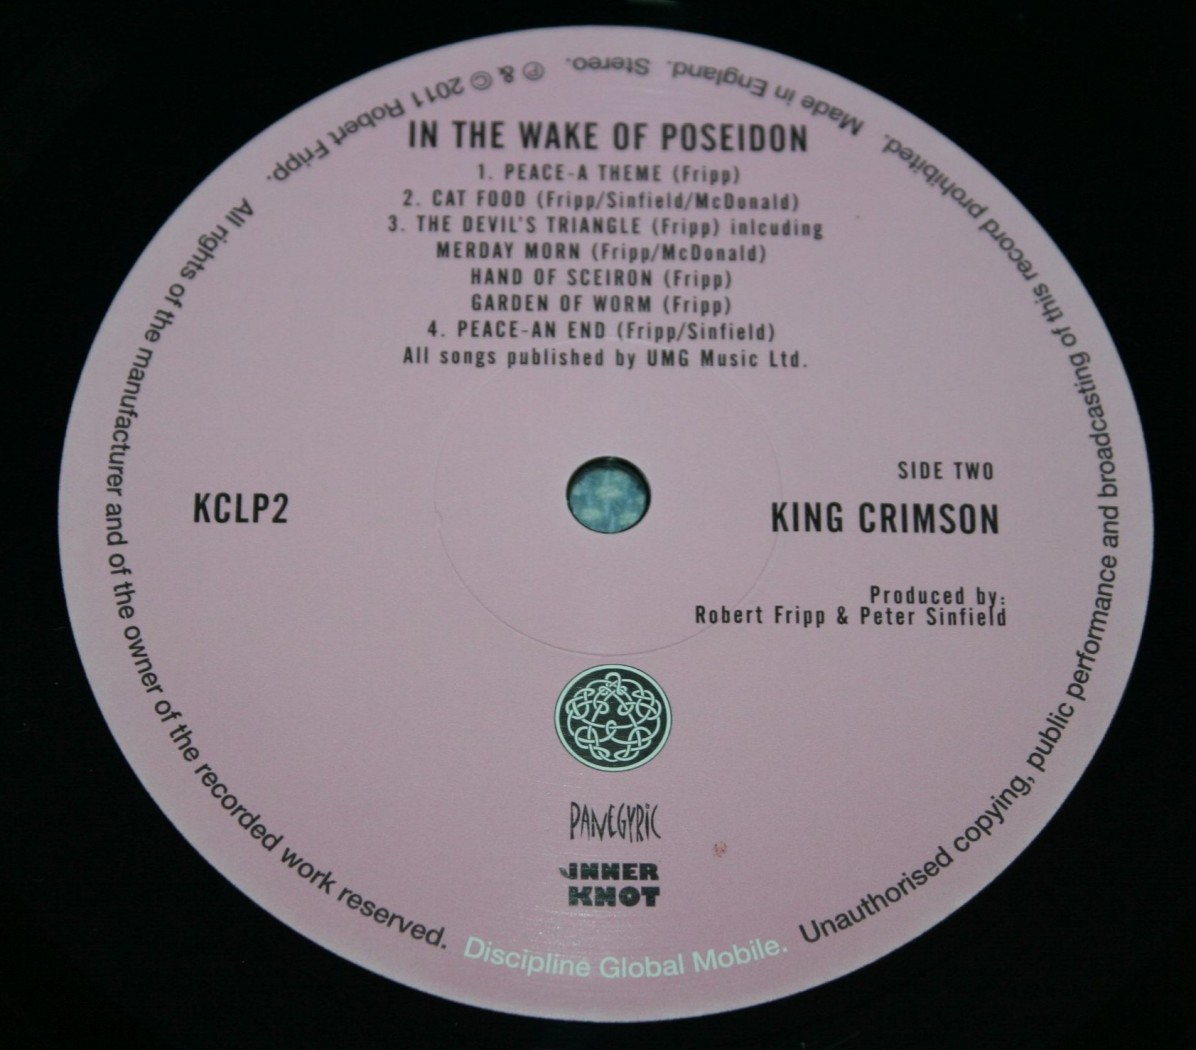 IN THE WAKE OF POSEIDON
1. PEACE-A THEME (Fripp)
2. CAT FOOD (Fripp/Sinfield/McDonald)
3. THE DEVIL'S TRIANGLE (Fripp) inlcuding
MERDAY MORN (Fripp/McDonald)
HAND OF SCEIRON (Fripp)
GARDEN OF WORM (Fripp)
4. PEACE-AN END (Fripp/Sinfield)
All songs published by UMG Music Ltd.
KCLP2
SIDE TWO
KING CRIMSON
Produced by:
Robert Fripp & Peter Sinfield
PANEGYRIC
INNER
KNOT
All rights of the manufacturer and of the owner of the recorded work reserved. Discipline Global Mobile. Unauthorised copying, public performance and broadcasting of this record prohibited. Made in England. Stereo. ℗ & © 2011 Robert Fripp.